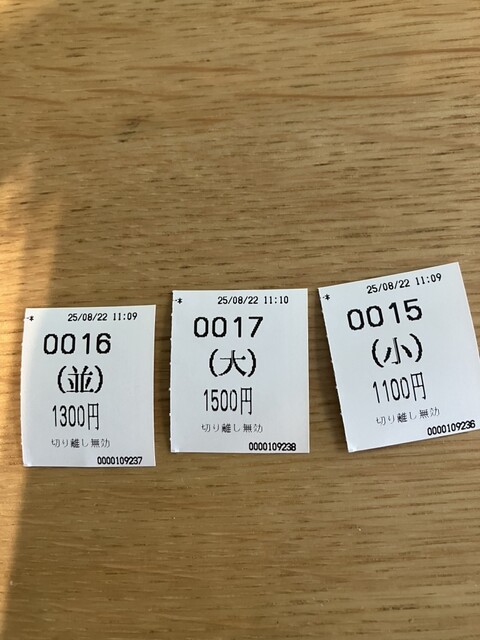 25/08/22 11:09
0016
(並)
1300円
切り離し無効
0000109237
25/08/22 11:10
0017
(大)
1500円
切り離し無効
0000109238
25/08/22 11:09
0015
(小)
1100円
切り離し無効
0000109236